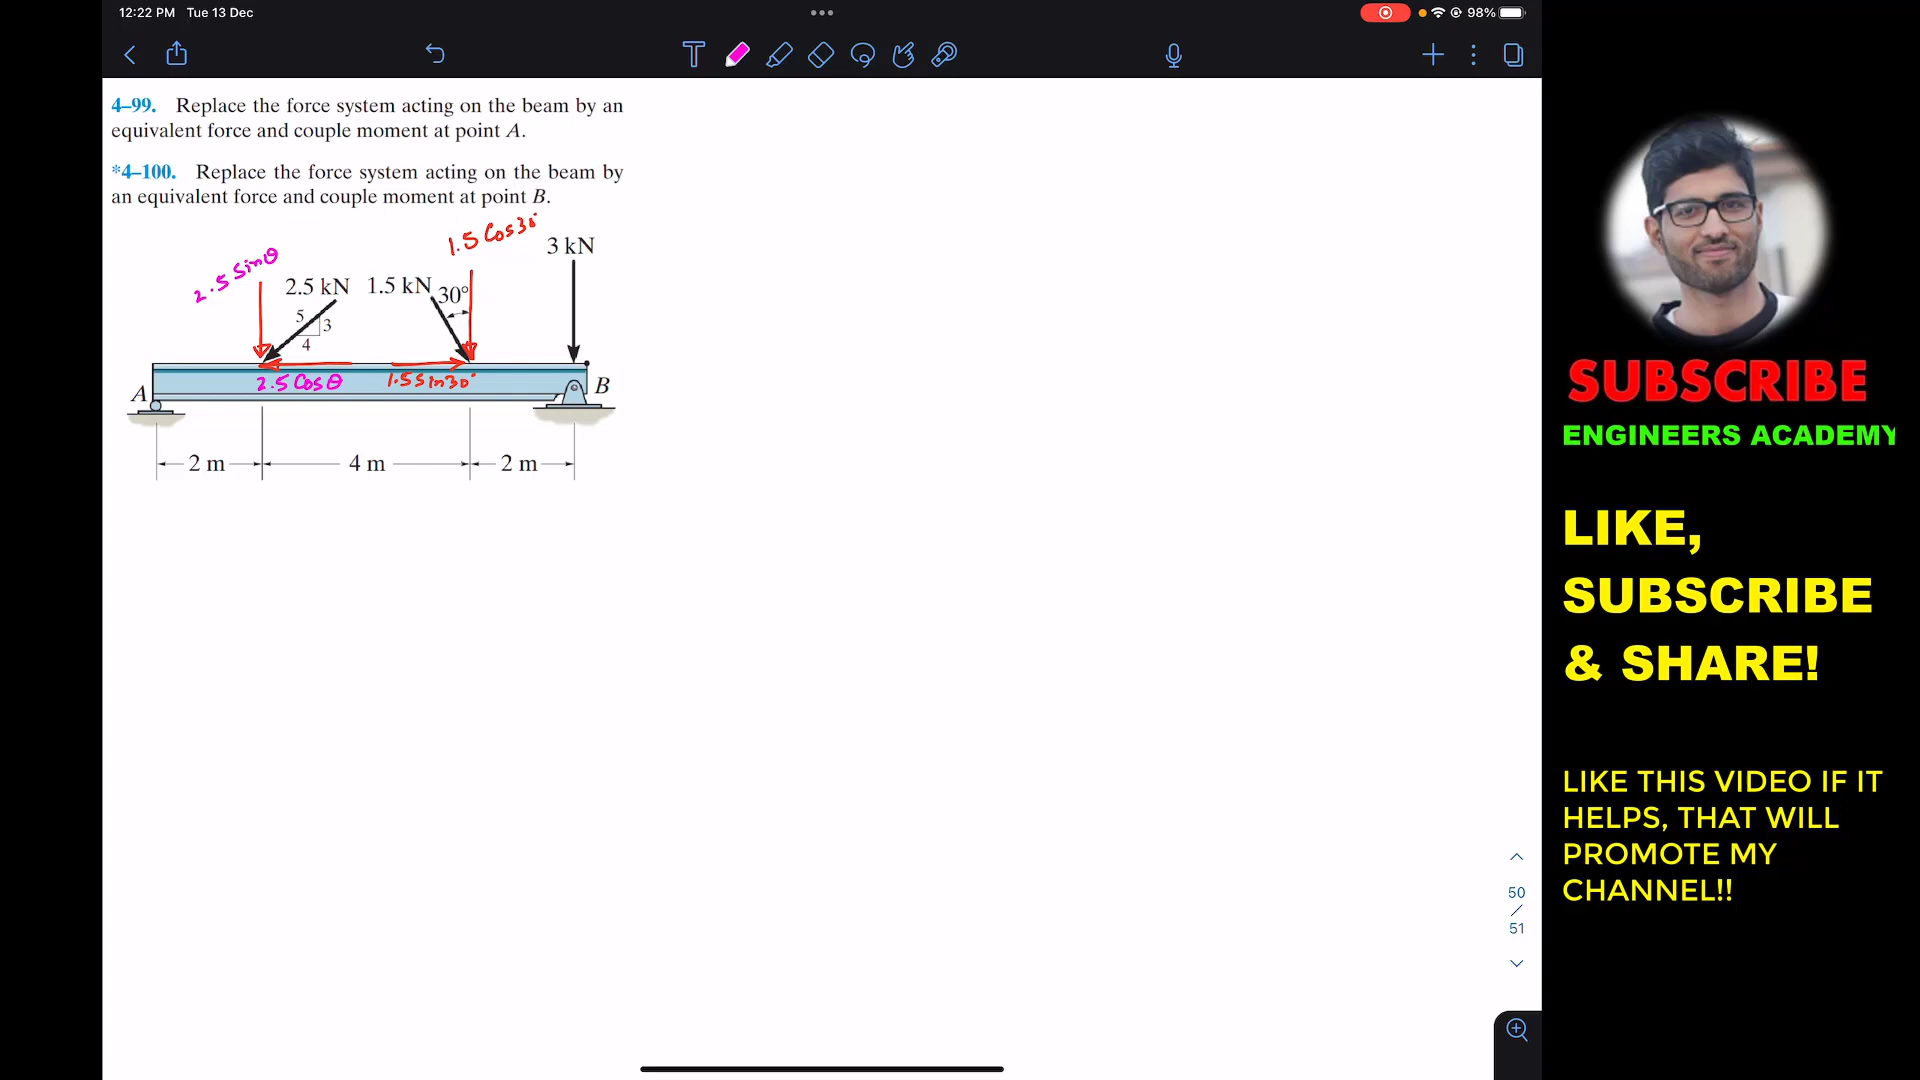 12:22 PM Tue 13 Dec
98%
4–99. Replace the force system acting on the beam by an
equivalent force and couple moment at point A.
*4–100. Replace the force system acting on the beam by
an equivalent force and couple moment at point B.
1.5 Cos30°
3 kN
2.5 Sinθ
2.5 kN 1.5 kN 30°
5 3
4
2.5 Cosθ 1.5 Sin30°
A B
2 m 4 m 2 m
SUBSCRIBE
ENGINEERS ACADEMY
LIKE,
SUBSCRIBE
& SHARE!
LIKE THIS VIDEO IF IT
HELPS, THAT WILL
PROMOTE MY
CHANNEL!!
50
/
51